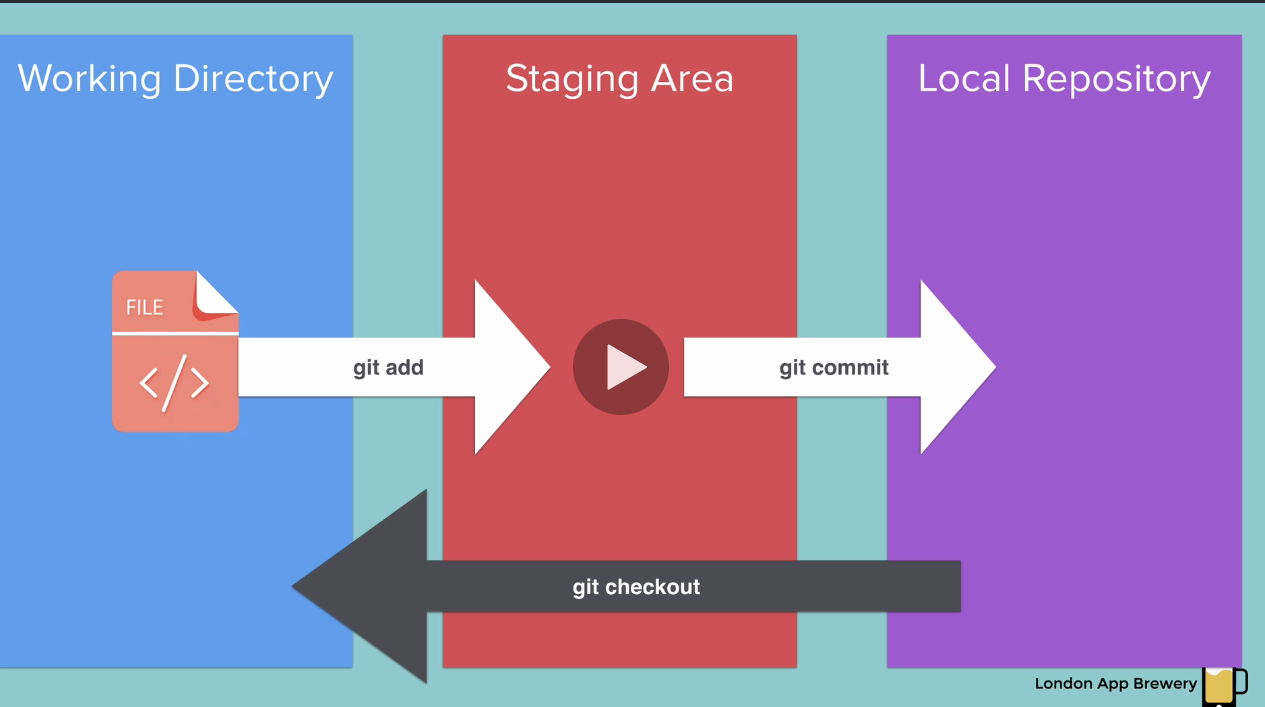 Working Directory
Staging Area
Local Repository
FILE
</>
git add
git commit
git checkout
London App Brewery